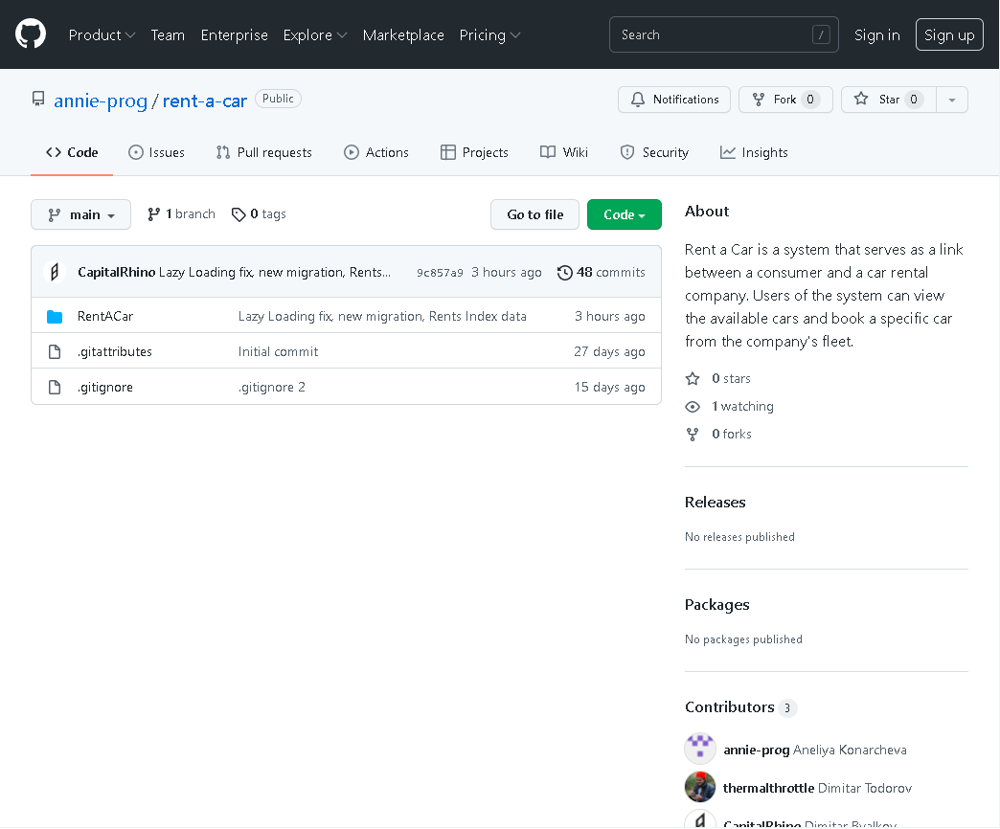 Product Team Enterprise Explore Marketplace Pricing Search / Sign in Sign up
annie-prog / rent-a-car Public Notifications Fork 0 Star 0
Code Issues Pull requests Actions Projects Wiki Security Insights
main 1 branch 0 tags Go to file Code
CapitalRhino Lazy Loading fix, new migration, Rents... 9c857a9 3 hours ago 48 commits
RentACar Lazy Loading fix, new migration, Rents Index data 3 hours ago
.gitattributes Initial commit 27 days ago
.gitignore .gitignore 2 15 days ago
About
Rent a Car is a system that serves as a link
between a consumer and a car rental
company. Users of the system can view
the available cars and book a specific car
from the company's fleet.
0 stars
1 watching
0 forks
Releases
No releases published
Packages
No packages published
Contributors 3
annie-prog Aneliya Konarcheva
thermalthrottle Dimitar Todorov
CapitalRhino Dimitar Byalkov